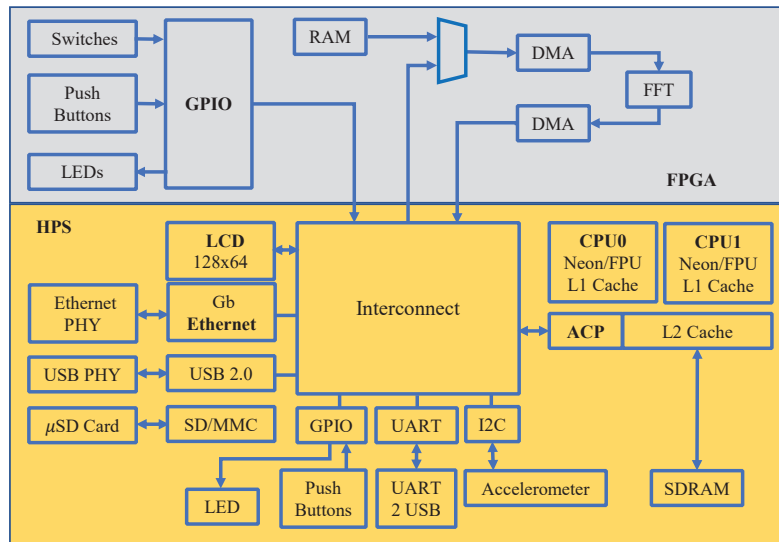 Switches
Push
Buttons
LEDs
GPIO
RAM
DMA
FFT
DMA
FPGA
HPS
LCD
128x64
Gb
Ethernet
Ethernet
PHY
USB PHY
USB 2.0
μSD Card
SD/MMC
Interconnect
CPU0
Neon/FPU
L1 Cache
CPU1
Neon/FPU
L1 Cache
ACP
L2 Cache
GPIO
UART
I2C
LED
Push
Buttons
UART
2 USB
Accelerometer
SDRAM